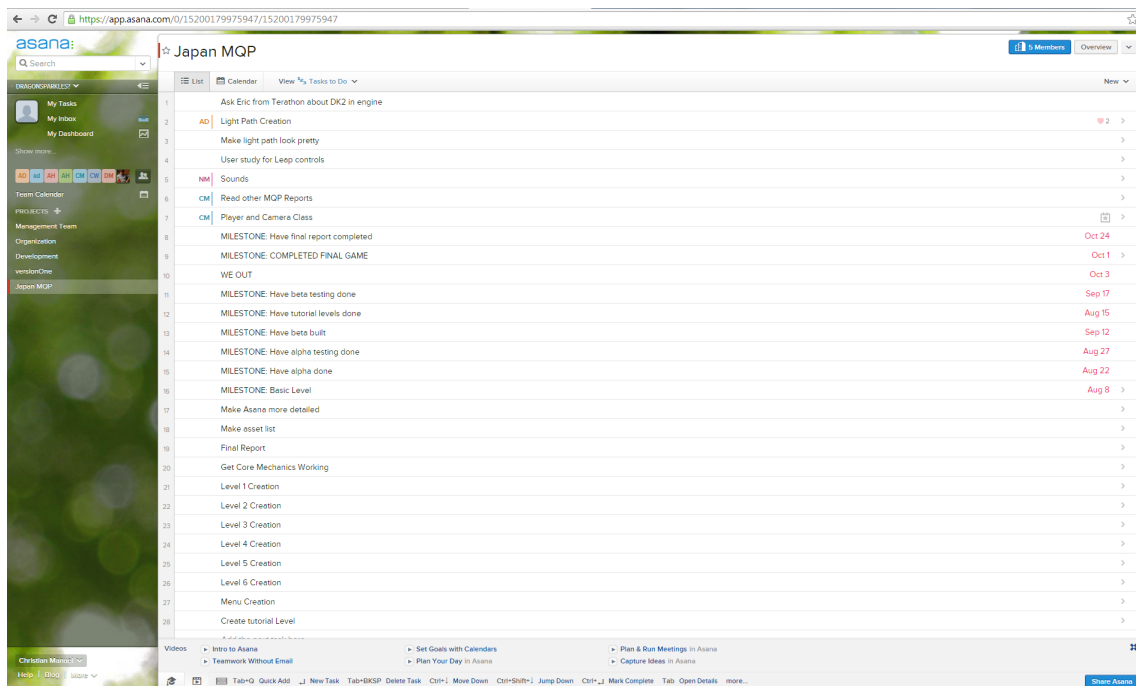 https://app.asana.com/0/15200179975947/15200179975947
asana:
Search
DRAGONSPARKLES?
My Tasks
My Inbox
My Dashboard
Show more...
AD ad AH AH CM CW DM
Team Calendar
PROJECTS +
Management Team
Organization
Development
versionOne
Japan MQP
Christian Manalel
Help | Blog | More
Japan MQP
5 Members Overview
List Calendar View Tasks to Do New
1 Ask Eric from Terathon about DK2 in engine
2 AD Light Path Creation 2
3 Make light path look pretty
4 User study for Leap controls
5 NM Sounds
6 CM Read other MQP Reports
7 CM Player and Camera Class
8 MILESTONE: Have final report completed Oct 24
9 MILESTONE: COMPLETED FINAL GAME Oct 1
10 WE OUT Oct 3
11 MILESTONE: Have beta testing done Sep 17
12 MILESTONE: Have tutorial levels done Aug 15
13 MILESTONE: Have beta built Sep 12
14 MILESTONE: Have alpha testing done Aug 27
15 MILESTONE: Have alpha done Aug 22
16 MILESTONE: Basic Level Aug 8
17 Make Asana more detailed
18 Make asset list
19 Final Report
20 Get Core Mechanics Working
21 Level 1 Creation
22 Level 2 Creation
23 Level 3 Creation
24 Level 4 Creation
25 Level 5 Creation
26 Level 6 Creation
27 Menu Creation
28 Create tutorial Level
Videos Intro to Asana Set Goals with Calendars Plan & Run Meetings in Asana
Teamwork Without Email Plan Your Day in Asana Capture Ideas in Asana
Tab+Q Quick Add New Task Tab+BKSP Delete Task Ctrl+↓ Move Down Ctrl+Shift+↓ Jump Down Ctrl+ Mark Complete Tab Open Details more... Share Asana